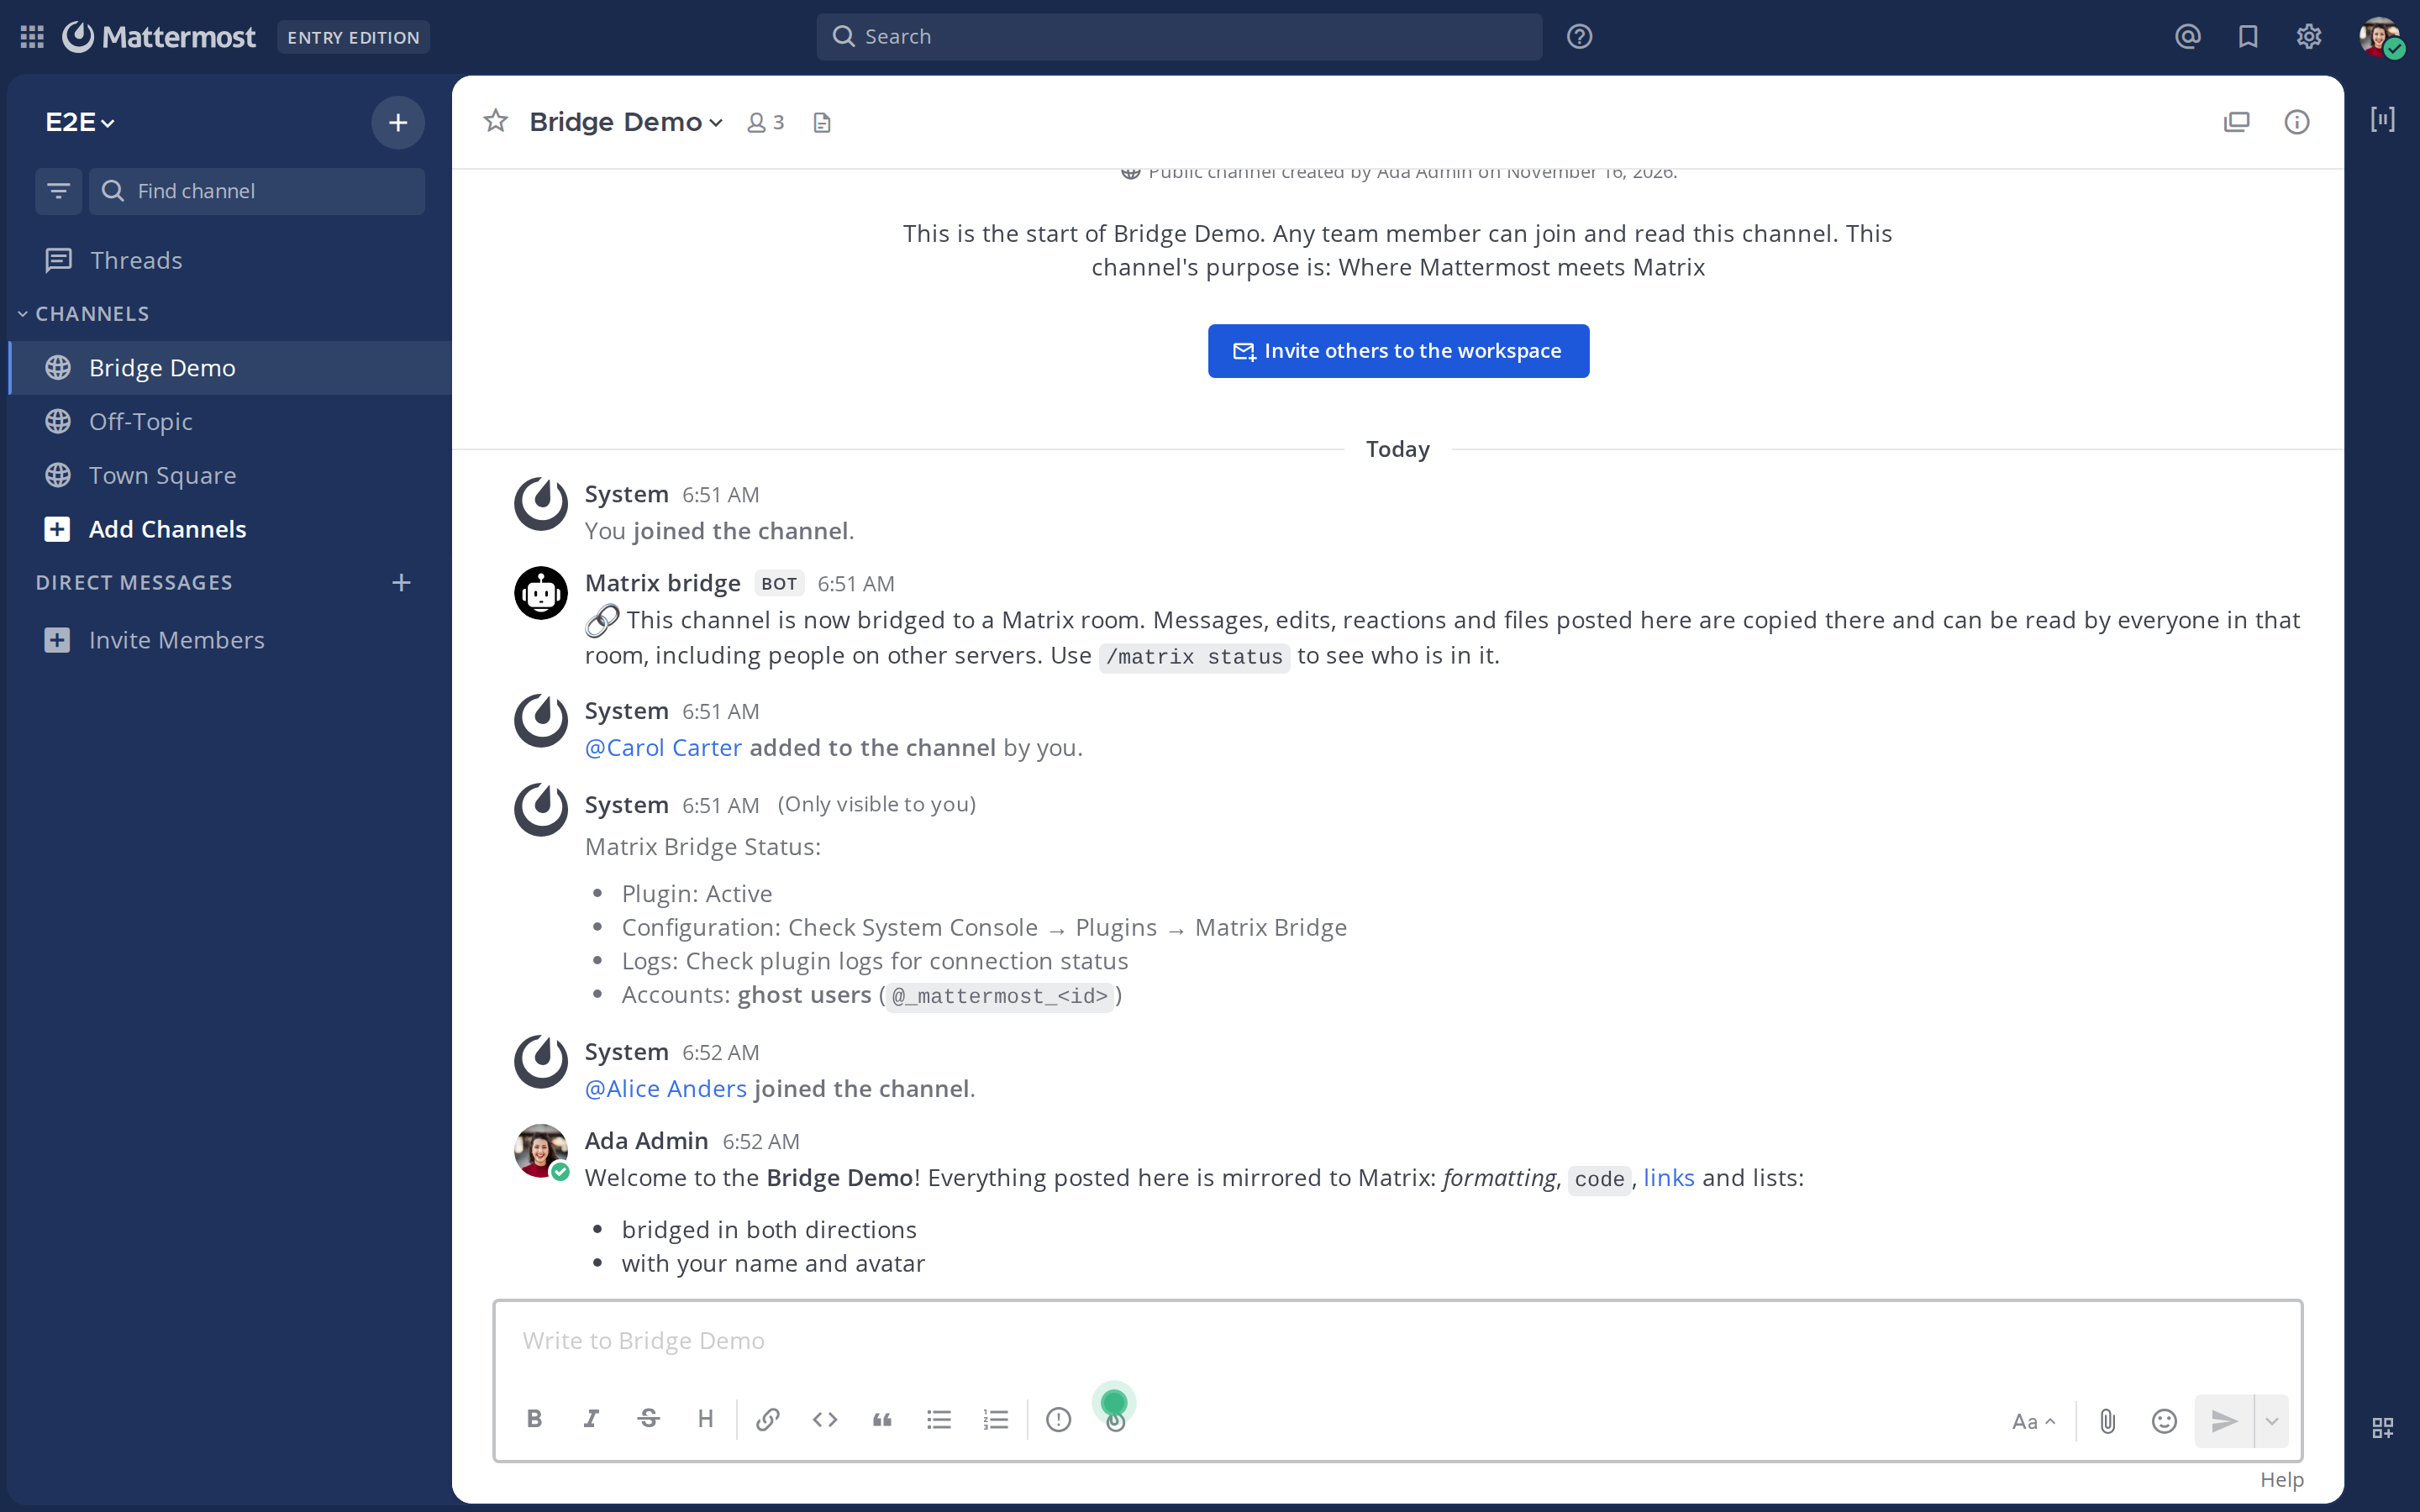 Mattermost ENTRY EDITION
Search
E2E
Find channel
Threads
CHANNELS
Bridge Demo
Off-Topic
Town Square
Add Channels
DIRECT MESSAGES
Invite Members
Bridge Demo 3
Public channel created by Ada Admin on November 16, 2026.
This is the start of Bridge Demo. Any team member can join and read this channel. This
channel's purpose is: Where Mattermost meets Matrix
Invite others to the workspace
Today
System 6:51 AM
You joined the channel.
Matrix bridge BOT 6:51 AM
This channel is now bridged to a Matrix room. Messages, edits, reactions and files posted here are copied there and can be read by everyone in that
room, including people on other servers. Use /matrix status to see who is in it.
System 6:51 AM
@Carol Carter added to the channel by you.
System 6:51 AM (Only visible to you)
Matrix Bridge Status:
• Plugin: Active
• Configuration: Check System Console → Plugins → Matrix Bridge
• Logs: Check plugin logs for connection status
• Accounts: ghost users (@_mattermost_<id>)
System 6:52 AM
@Alice Anders joined the channel.
Ada Admin 6:52 AM
Welcome to the Bridge Demo! Everything posted here is mirrored to Matrix: formatting, code, links and lists:
• bridged in both directions
• with your name and avatar
Write to Bridge Demo
B I S H Aa
Help